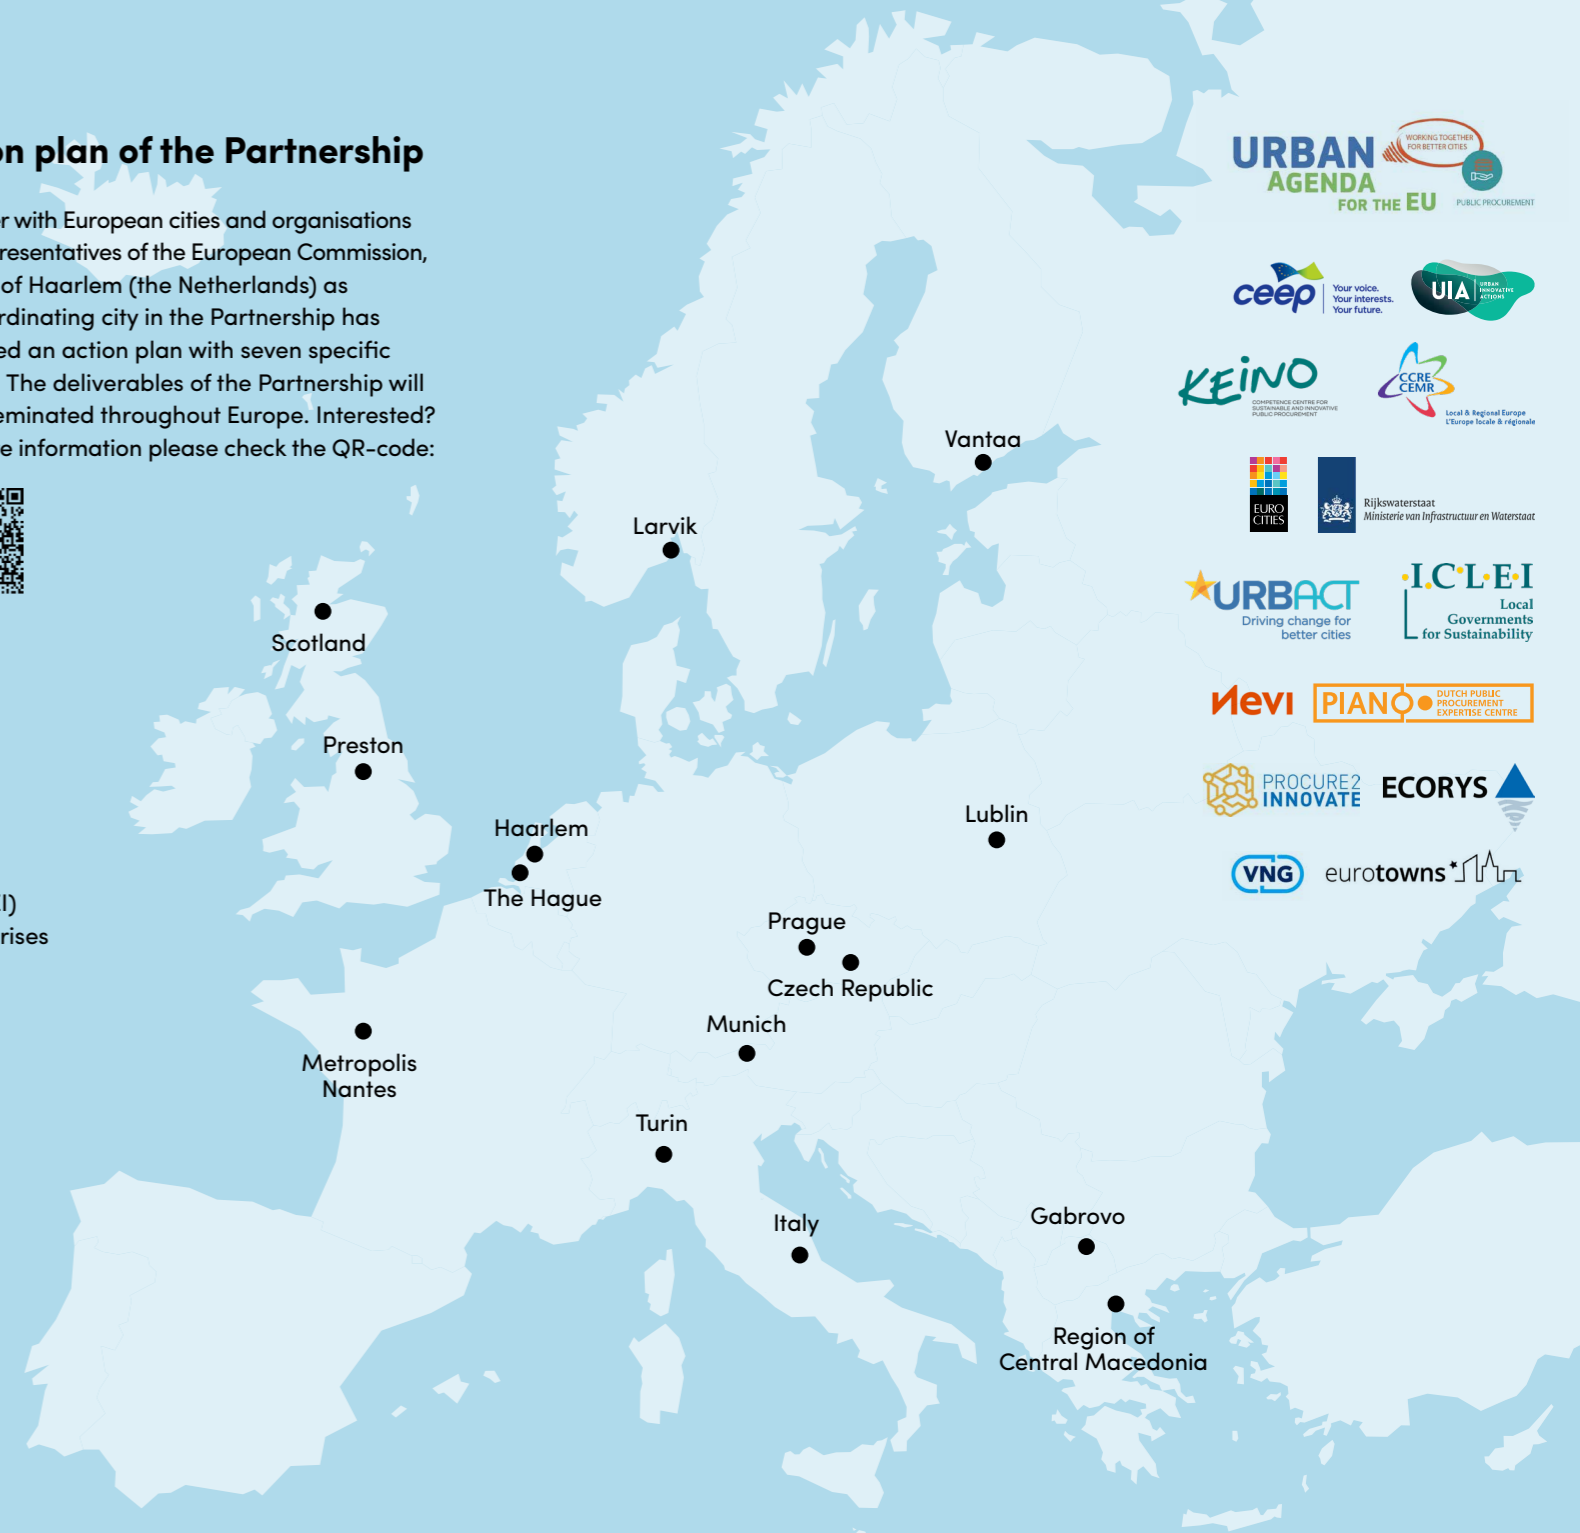 on plan of the Partnership
r with European cities and organisations
resentatives of the European Commission,
of Haarlem (the Netherlands) as
rdinating city in the Partnership has
ed an action plan with seven specific
The deliverables of the Partnership will
eminated throughout Europe. Interested?
e information please check the QR-code:
I)
rises
Vantaa
Larvik
Scotland
Preston
Haarlem
The Hague
Lublin
Prague
Czech Republic
Munich
Metropolis
Nantes
Turin
Italy
Gabrovo
Region of
Central Macedonia
URBAN
AGENDA
FOR THE EU
WORKING TOGETHER
FOR BETTER CITIES
PUBLIC PROCUREMENT
ceep
Your voice.
Your interests.
Your future.
UIA
URBAN
INNOVATIVE
ACTIONS
KEiNO
COMPETENCE CENTRE FOR
SUSTAINABLE AND INNOVATIVE
PUBLIC PROCUREMENT
CCRE
CEMR
Local & Regional Europe
L'Europe locale & régionale
EURO
CITIES
Rijkswaterstaat
Ministerie van Infrastructuur en Waterstaat
URBACT
Driving change for
better cities
I.C.L.E.I
Local
Governments
for Sustainability
Nevi
PIANO
DUTCH PUBLIC
PROCUREMENT
EXPERTISE CENTRE
PROCURE2
INNOVATE
ECORYS
VNG
eurotowns